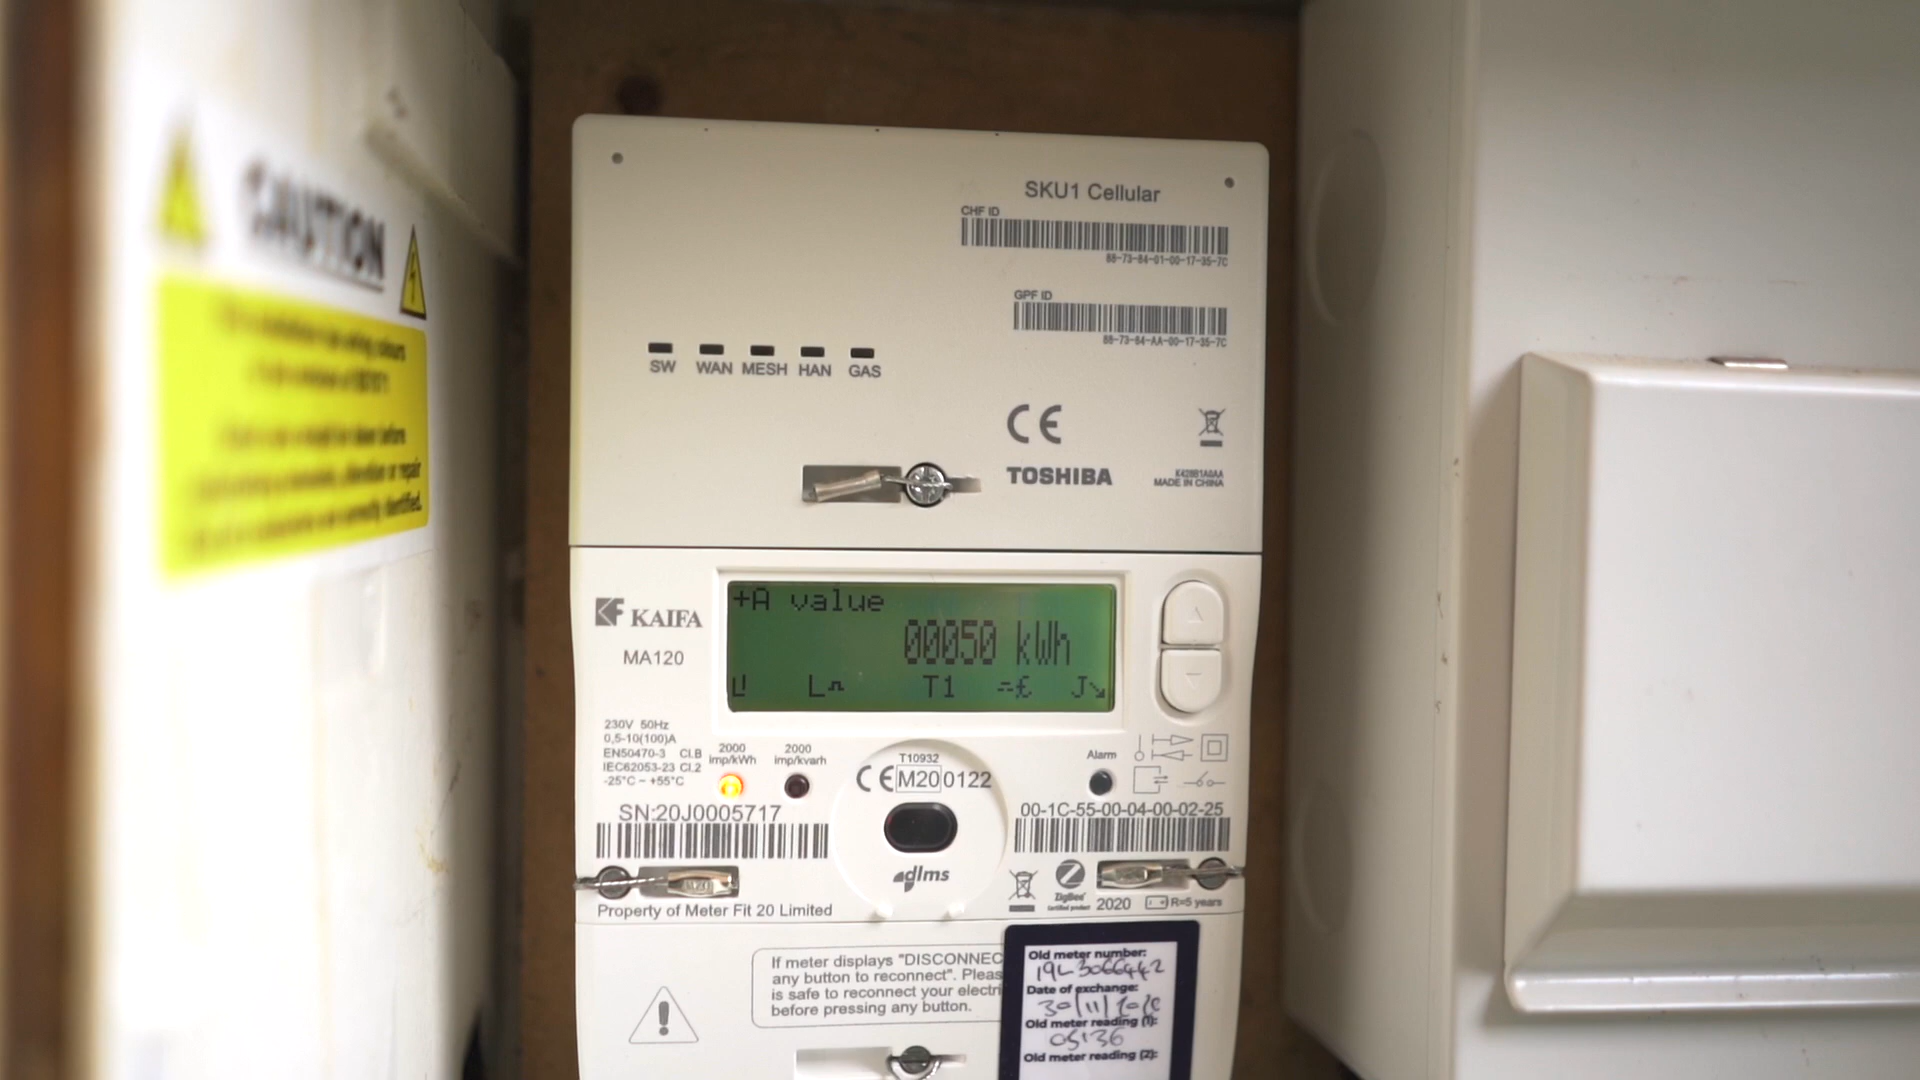 CAUTION
SKU1 Cellular
CHF ID
88-73-84-01-00-17-35-7C
GPF ID
88-73-84-AA-00-17-35-7C
SW WAN MESH HAN GAS
CE
TOSHIBA
MADE IN CHINA
KAIFA
MA120
+A value
00050 kWh
T1
230V 50Hz
0,5-10(100)A
EN50470-3 Cl.B
IEC62053-23 Cl.2
-25°C ~ +55°C
2000
imp/kWh
2000
imp/kvarh
T10932
CE M20 0122
Alarm
SN:20J0005717
00-1C-55-00-04-00-02-25
dlms
ZigBee
Certified product
2020
R=5 years
Property of Meter Fit 20 Limited
If meter displays "DISCONNEC
any button to reconnect". Pleas
is safe to reconnect your electri
before pressing any button.
Old meter number:
19L3066442
Date of exchange:
30/11/2020
Old meter reading (1):
05136
Old meter reading (2):